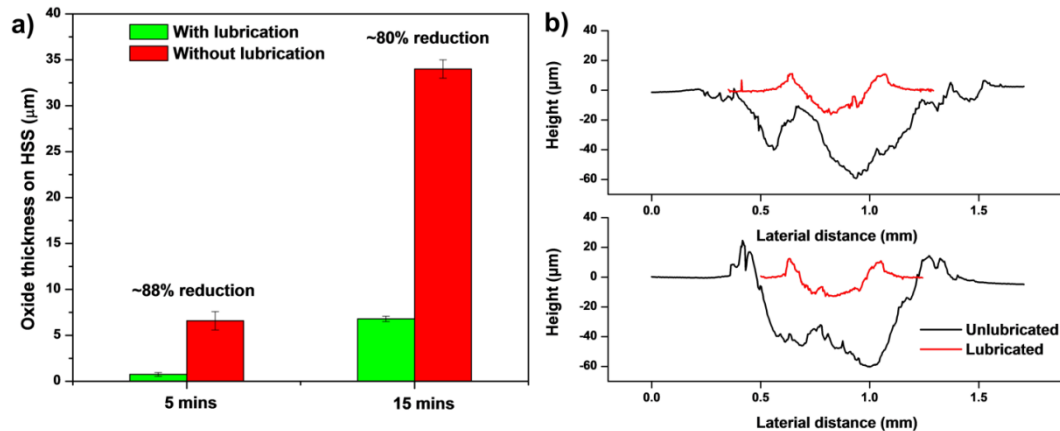 a)
With lubrication
Without lubrication
~80% reduction
~88% reduction
Oxide thickness on HSS (μm)
40
35
30
25
20
15
10
5
0
5 mins
15 mins
b)
Height (μm)
40
20
0
-20
-40
-60
0.0
0.5
1.0
1.5
Laterial distance (mm)
Height (μm)
40
20
0
-20
-40
-60
Unlubricated
Lubricated
0.0
0.5
1.0
1.5
Laterial distance (mm)